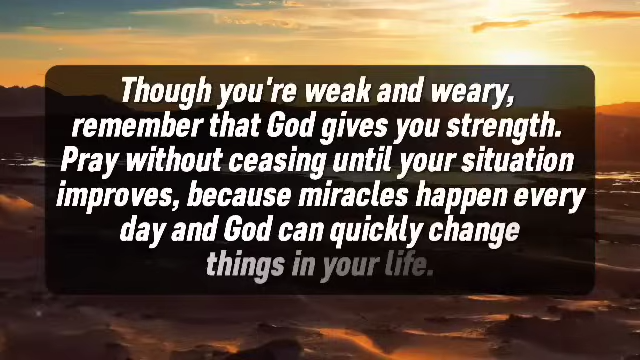 Though you're weak and weary,
remember that God gives you strength.
Pray without ceasing until your situation
improves, because miracles happen every
day and God can quickly change
things in your life.